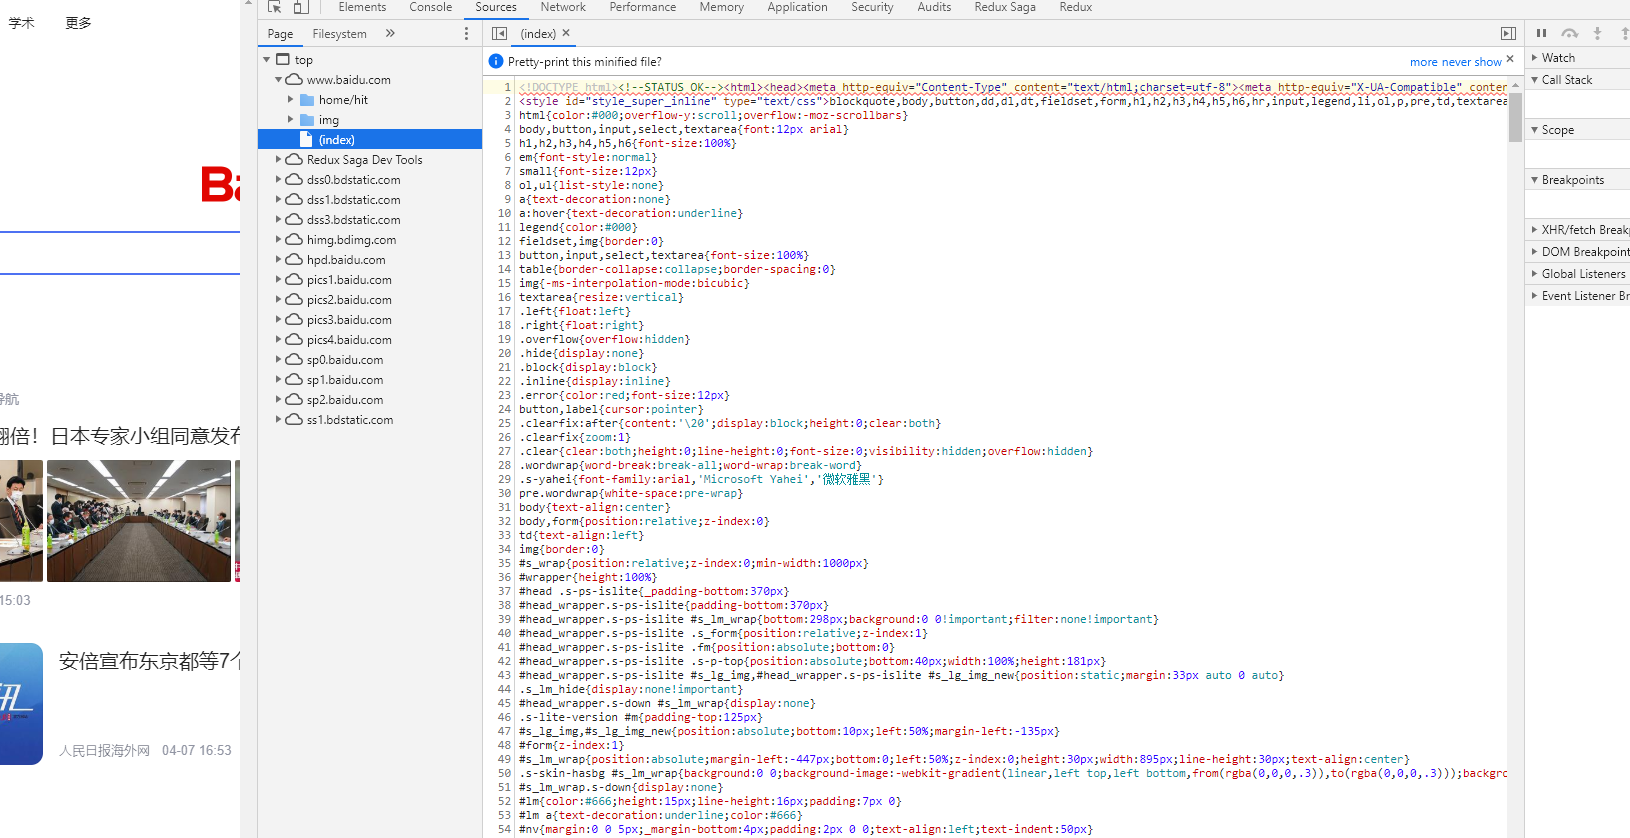 学术 更多
Elements Console Sources Network Performance Memory Application Security Audits Redux Saga Redux
Page Filesystem »
(index) ×
top
www.baidu.com
home/hit
img
(index)
Redux Saga Dev Tools
dss0.bdstatic.com
dss1.bdstatic.com
dss3.bdstatic.com
himg.bdimg.com
hpd.baidu.com
pics1.baidu.com
pics2.baidu.com
pics3.baidu.com
pics4.baidu.com
sp0.baidu.com
sp1.baidu.com
sp2.baidu.com
ss1.bdstatic.com
Ba
导航
翻倍！日本专家小组同意发布
15:03
安倍宣布东京都等7个
人民日报海外网 04-07 16:53
Pretty-print this minified file?
more never show ×
1 <!DOCTYPE html><!--STATUS OK--><html><head><meta http-equiv="Content-Type" content="text/html;charset=utf-8"><meta http-equiv="X-UA-Compatible" conten
2 <style id="style_super_inline" type="text/css">blockquote,body,button,dd,dl,dt,fieldset,form,h1,h2,h3,h4,h5,h6,hr,input,legend,li,ol,p,pre,td,textarea
3 html{color:#000;overflow-y:scroll;overflow:-moz-scrollbars}
4 body,button,input,select,textarea{font:12px arial}
5 h1,h2,h3,h4,h5,h6{font-size:100%}
6 em{font-style:normal}
7 small{font-size:12px}
8 ol,ul{list-style:none}
9 a{text-decoration:none}
10 a:hover{text-decoration:underline}
11 legend{color:#000}
12 fieldset,img{border:0}
13 button,input,select,textarea{font-size:100%}
14 table{border-collapse:collapse;border-spacing:0}
15 img{-ms-interpolation-mode:bicubic}
16 textarea{resize:vertical}
17 .left{float:left}
18 .right{float:right}
19 .overflow{overflow:hidden}
20 .hide{display:none}
21 .block{display:block}
22 .inline{display:inline}
23 .error{color:red;font-size:12px}
24 button,label{cursor:pointer}
25 .clearfix:after{content:'\20';display:block;height:0;clear:both}
26 .clearfix{zoom:1}
27 .clear{clear:both;height:0;line-height:0;font-size:0;visibility:hidden;overflow:hidden}
28 .wordwrap{word-break:break-all;word-wrap:break-word}
29 .s-yahei{font-family:arial,'Microsoft Yahei','微软雅黑'}
30 pre.wordwrap{white-space:pre-wrap}
31 body{text-align:center}
32 body,form{position:relative;z-index:0}
33 td{text-align:left}
34 img{border:0}
35 #s_wrap{position:relative;z-index:0;min-width:1000px}
36 #wrapper{height:100%}
37 #head .s-ps-islite{_padding-bottom:370px}
38 #head_wrapper.s-ps-islite{padding-bottom:370px}
39 #head_wrapper.s-ps-islite #s_lm_wrap{bottom:298px;background:0 0!important;filter:none!important}
40 #head_wrapper.s-ps-islite .s_form{position:relative;z-index:1}
41 #head_wrapper.s-ps-islite .fm{position:absolute;bottom:0}
42 #head_wrapper.s-ps-islite .s-p-top{position:absolute;bottom:40px;width:100%;height:181px}
43 #head_wrapper.s-ps-islite #s_lg_img,#head_wrapper.s-ps-islite #s_lg_img_new{position:static;margin:33px auto 0 auto}
44 .s_lm_hide{display:none!important}
45 #head_wrapper.s-down #s_lm_wrap{display:none}
46 .s-lite-version #m{padding-top:125px}
47 #s_lg_img,#s_lg_img_new{position:absolute;bottom:10px;left:50%;margin-left:-135px}
48 #form{z-index:1}
49 #s_lm_wrap{position:absolute;margin-left:-447px;bottom:0;left:50%;z-index:0;height:30px;width:895px;line-height:30px;text-align:center}
50 .s-skin-hasbg #s_lm_wrap{background:0 0;background-image:-webkit-gradient(linear,left top,left bottom,from(rgba(0,0,0,.3)),to(rgba(0,0,0,.3)));backgro
51 #s_lm_wrap.s-down{display:none}
52 #lm{color:#666;height:15px;line-height:16px;padding:7px 0}
53 #lm a{text-decoration:underline;color:#666}
54 #nv{margin:0 0 5px;_margin-bottom:4px;padding:2px 0 0;text-align:left;text-indent:50px}
Watch
Call Stack
Scope
Breakpoints
XHR/fetch Breakp
DOM Breakpoint
Global Listeners
Event Listener Br